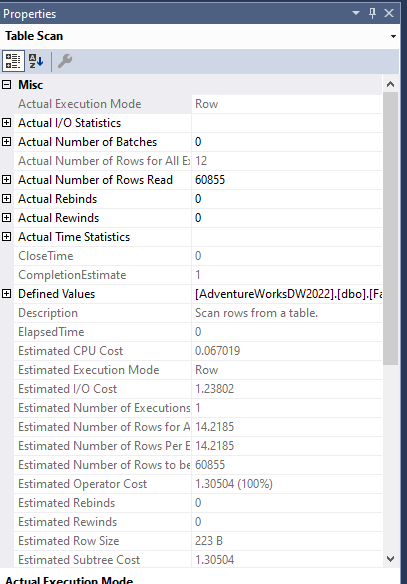 Properties
Table Scan
Misc
Actual Execution Mode Row
Actual I/O Statistics
Actual Number of Batches 0
Actual Number of Rows for All Ex 12
Actual Number of Rows Read 60855
Actual Rebinds 0
Actual Rewinds 0
Actual Time Statistics
CloseTime 0
CompletionEstimate 1
Defined Values [AdventureWorksDW2022].[dbo].[Fa
Description Scan rows from a table.
ElapsedTime 0
Estimated CPU Cost 0.067019
Estimated Execution Mode Row
Estimated I/O Cost 1.23802
Estimated Number of Executions 1
Estimated Number of Rows for A 14.2185
Estimated Number of Rows Per E 14.2185
Estimated Number of Rows to be 60855
Estimated Operator Cost 1.30504 (100%)
Estimated Rebinds 0
Estimated Rewinds 0
Estimated Row Size 223 B
Estimated Subtree Cost 1.30504
Actual Execution Mode